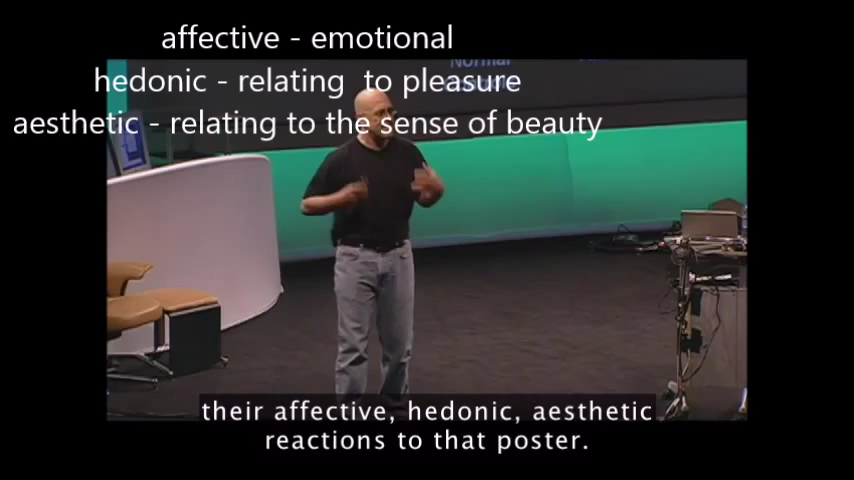 affective - emotional
Normal
hedonic - relating to pleasure
aesthetic - relating to the sense of beauty
their affective, hedonic, aesthetic
reactions to that poster.